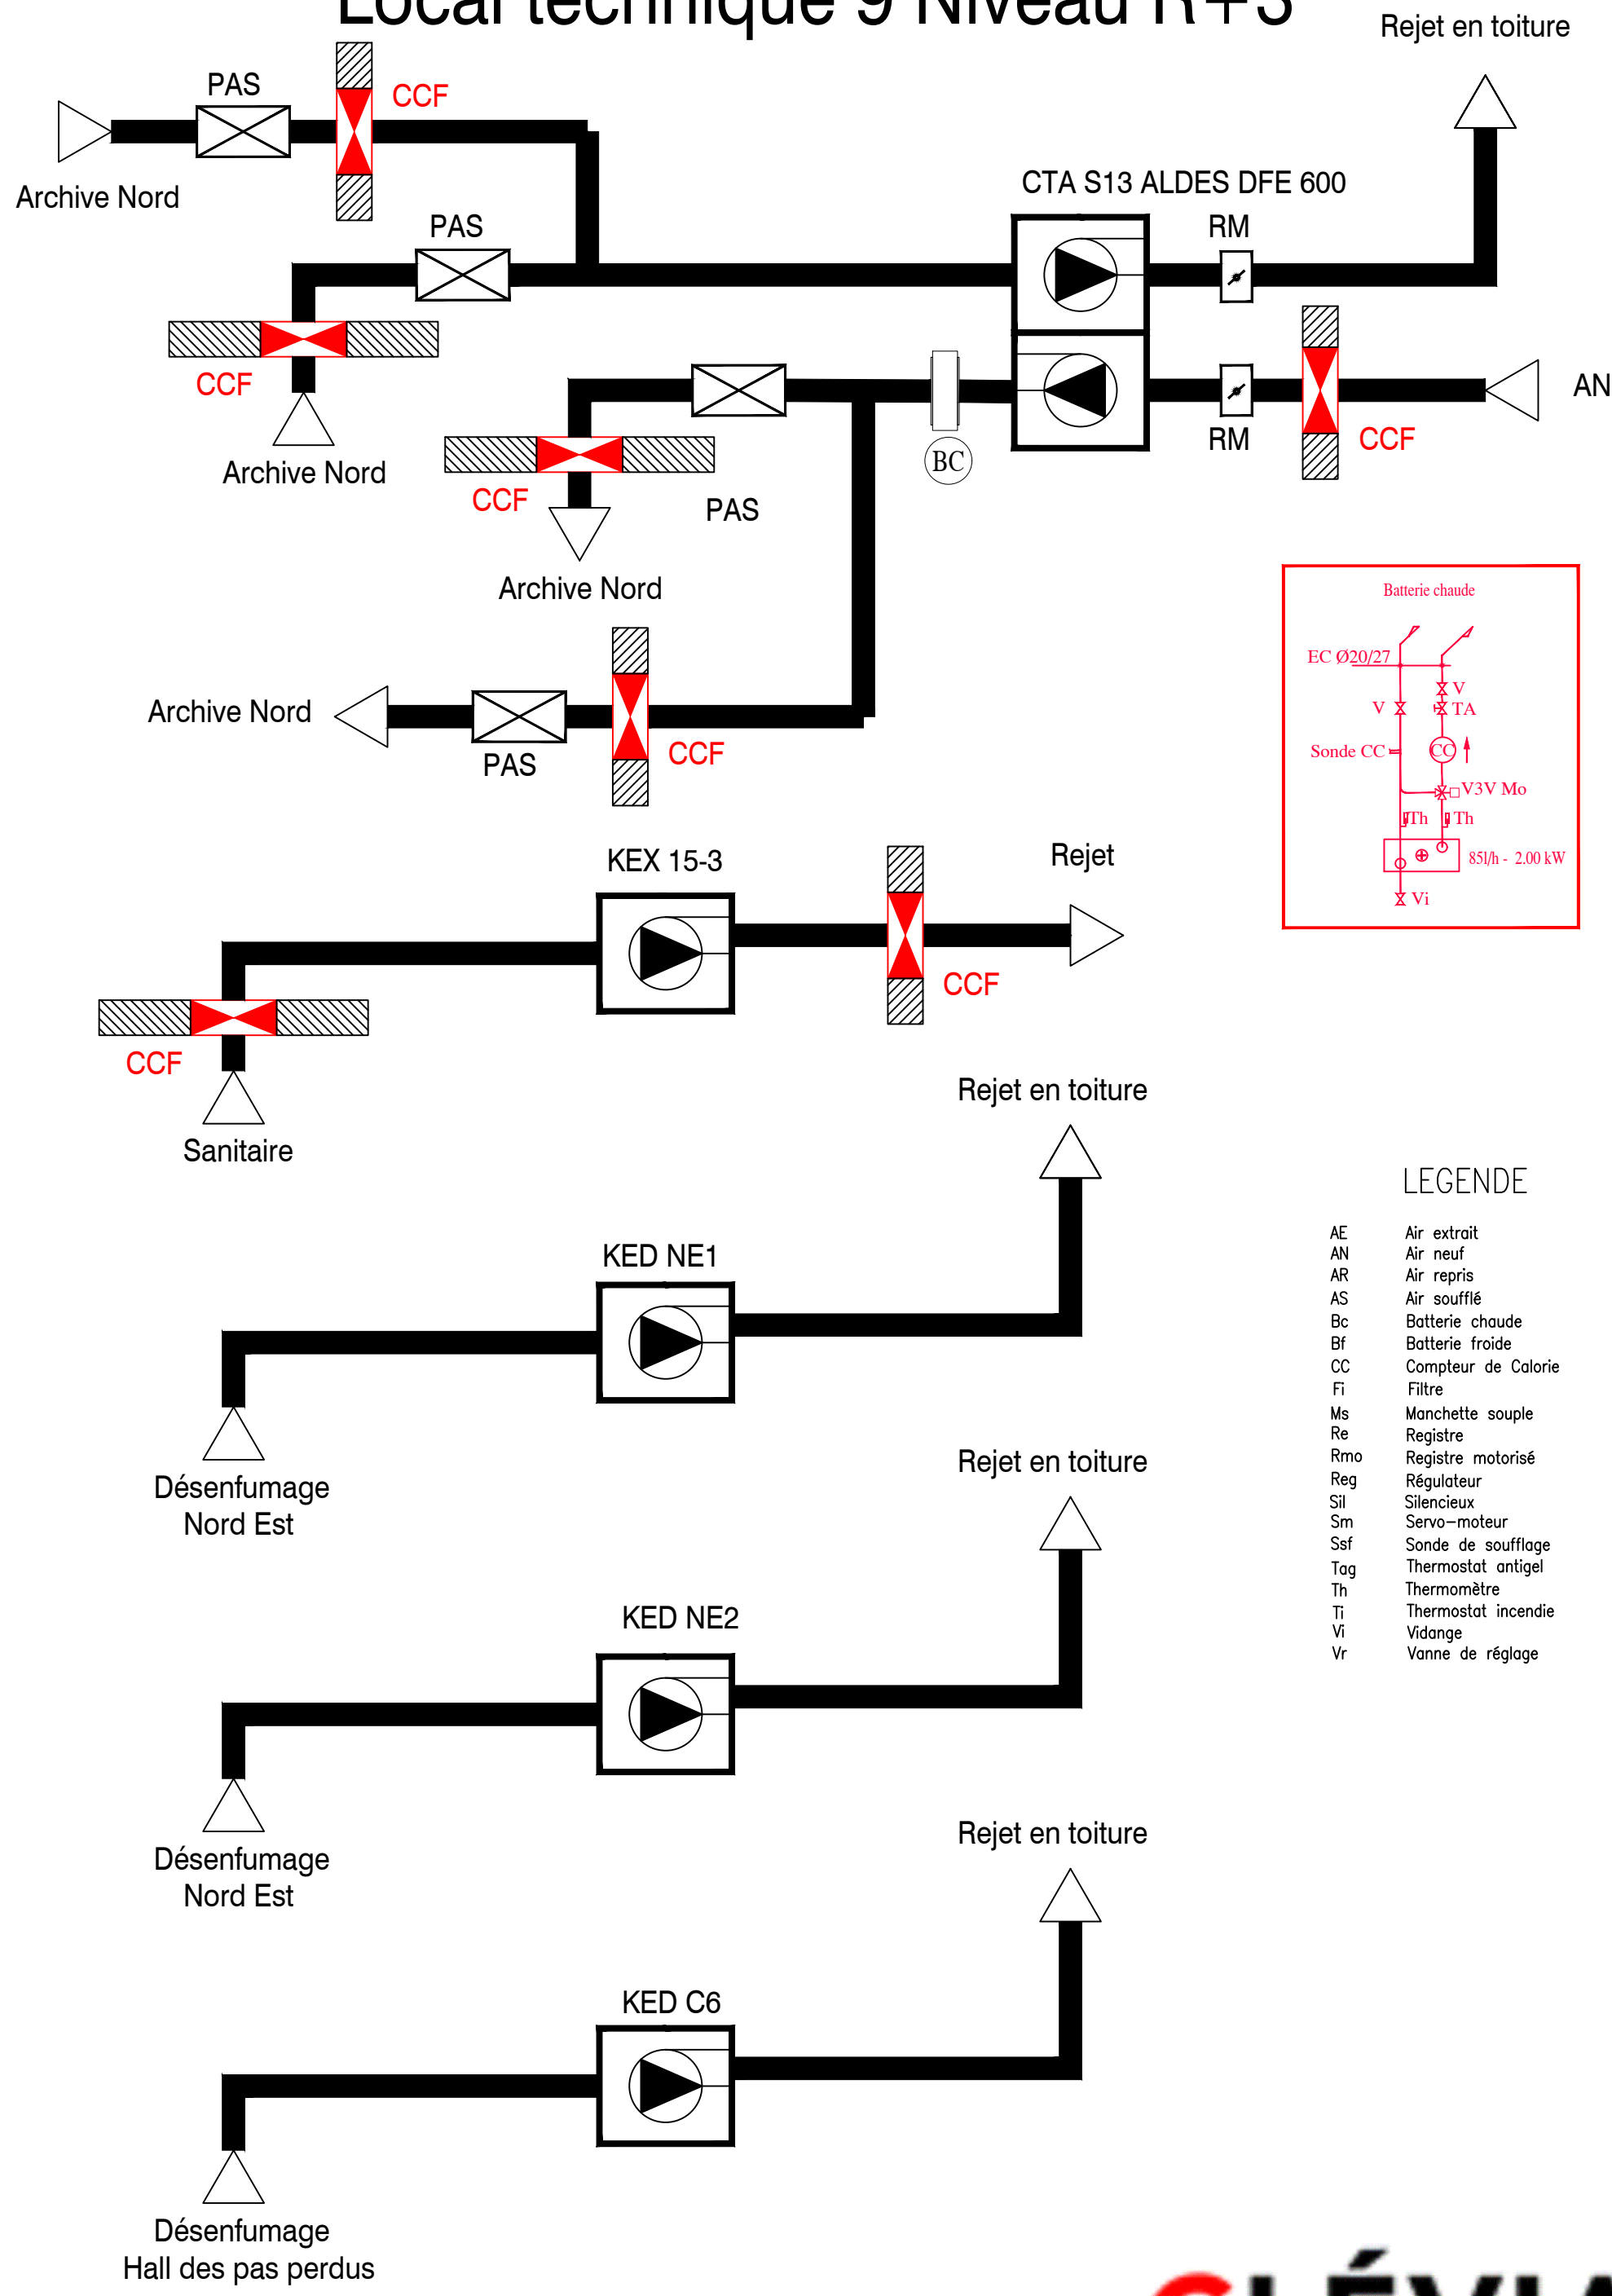 Local technique 9 Niveau R+3
Rejet en toiture
PAS
CCF
Archive Nord
CTA S13 ALDES DFE 600
PAS
RM
CCF
Archive Nord
AN
RM
CCF
BC
CCF
PAS
Archive Nord
Batterie chaude
EC Ø20/27
V
V
TA
Sonde CC
CC
V3V Mo
Th
Th
85l/h - 2.00 kW
Vi
Archive Nord
PAS
CCF
KEX 15-3
Rejet
CCF
CCF
Sanitaire
Rejet en toiture
KED NE1
Désenfumage
Nord Est
LEGENDE
AE Air extrait
AN Air neuf
AR Air repris
AS Air soufflé
Bc Batterie chaude
Bf Batterie froide
CC Compteur de Calorie
Fi Filtre
Ms Manchette souple
Re Registre
Rmo Registre motorisé
Reg Régulateur
Sil Silencieux
Sm Servo-moteur
Ssf Sonde de soufflage
Tag Thermostat antigel
Th Thermomètre
Ti Thermostat incendie
Vi Vidange
Vr Vanne de réglage
Rejet en toiture
KED NE2
Désenfumage
Nord Est
Rejet en toiture
KED C6
Désenfumage
Hall des pas perdus